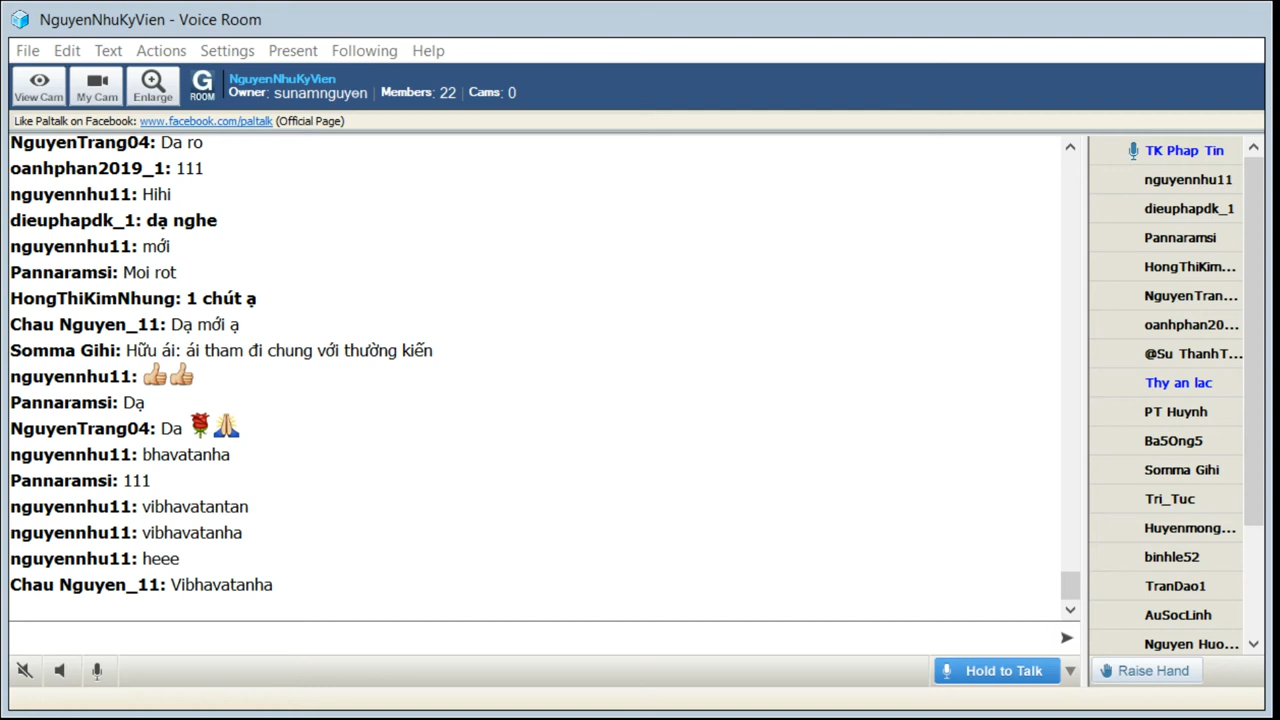 NguyenNhuKyVien - Voice Room
File Edit Text Actions Settings Present Following Help
View Cam My Cam Enlarge G ROOM
NguyenNhuKyVien
Owner: sunamnguyen | Members: 22 | Cams: 0
Like Paltalk on Facebook: www.facebook.com/paltalk (Official Page)
NguyenTrang04: Da ro
oanhphan2019_1: 111
nguyennhu11: Hihi
dieuphapdk_1: dạ nghe
nguyennhu11: mới
Pannaramsi: Moi rot
HongThiKimNhung: 1 chút ạ
Chau Nguyen_11: Dạ mới ạ
Somma Gihi: Hữu ái: ái tham đi chung với thường kiến
nguyennhu11:
Pannaramsi: Dạ
NguyenTrang04: Da
nguyennhu11: bhavatanha
Pannaramsi: 111
nguyennhu11: vibhavatantan
nguyennhu11: vibhavatanha
nguyennhu11: heee
Chau Nguyen_11: Vibhavatanha
TK Phap Tin
nguyennhu11
dieuphapdk_1
Pannaramsi
HongThiKim...
NguyenTran...
oanhphan20...
@Su ThanhT...
Thy an lac
PT Huynh
Ba5Ong5
Somma Gihi
Tri_Tuc
Huyenmong...
binhle52
TranDao1
AuSocLinh
Nguyen Huo...
Hold to Talk
Raise Hand